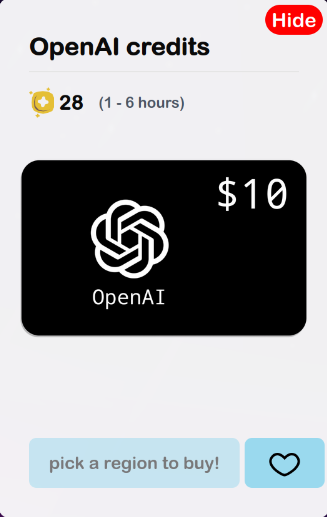 Hide
OpenAI credits
28 (1 - 6 hours)
$10
OpenAI
pick a region to buy!